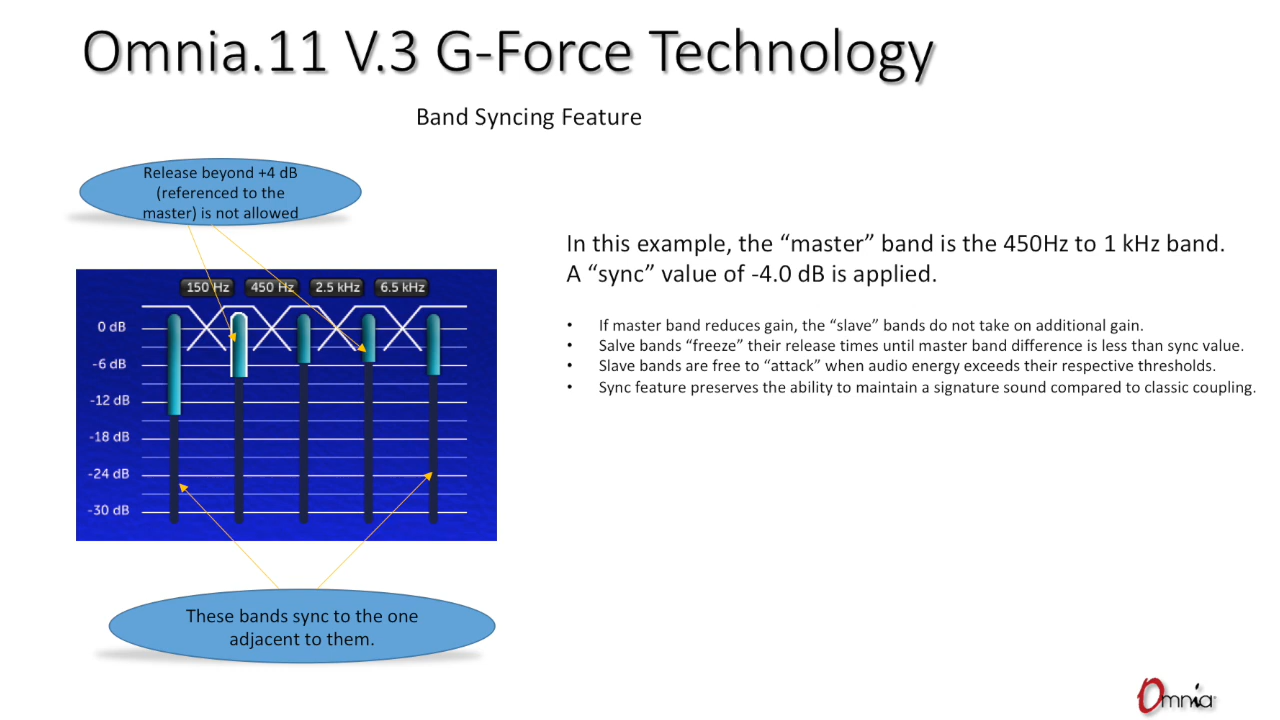 Omnia.11 V.3 G-Force Technology
Band Syncing Feature
Release beyond +4 dB
(referenced to the
master) is not allowed
In this example, the “master” band is the 450Hz to 1 kHz band.
A “sync” value of -4.0 dB is applied.
• If master band reduces gain, the “slave” bands do not take on additional gain.
• Salve bands “freeze” their release times until master band difference is less than sync value.
• Slave bands are free to “attack” when audio energy exceeds their respective thresholds.
• Sync feature preserves the ability to maintain a signature sound compared to classic coupling.
150 Hz 450 Hz 2.5 kHz 6.5 kHz
0 dB
-6 dB
-12 dB
-18 dB
-24 dB
-30 dB
These bands sync to the one
adjacent to them.
Omnia